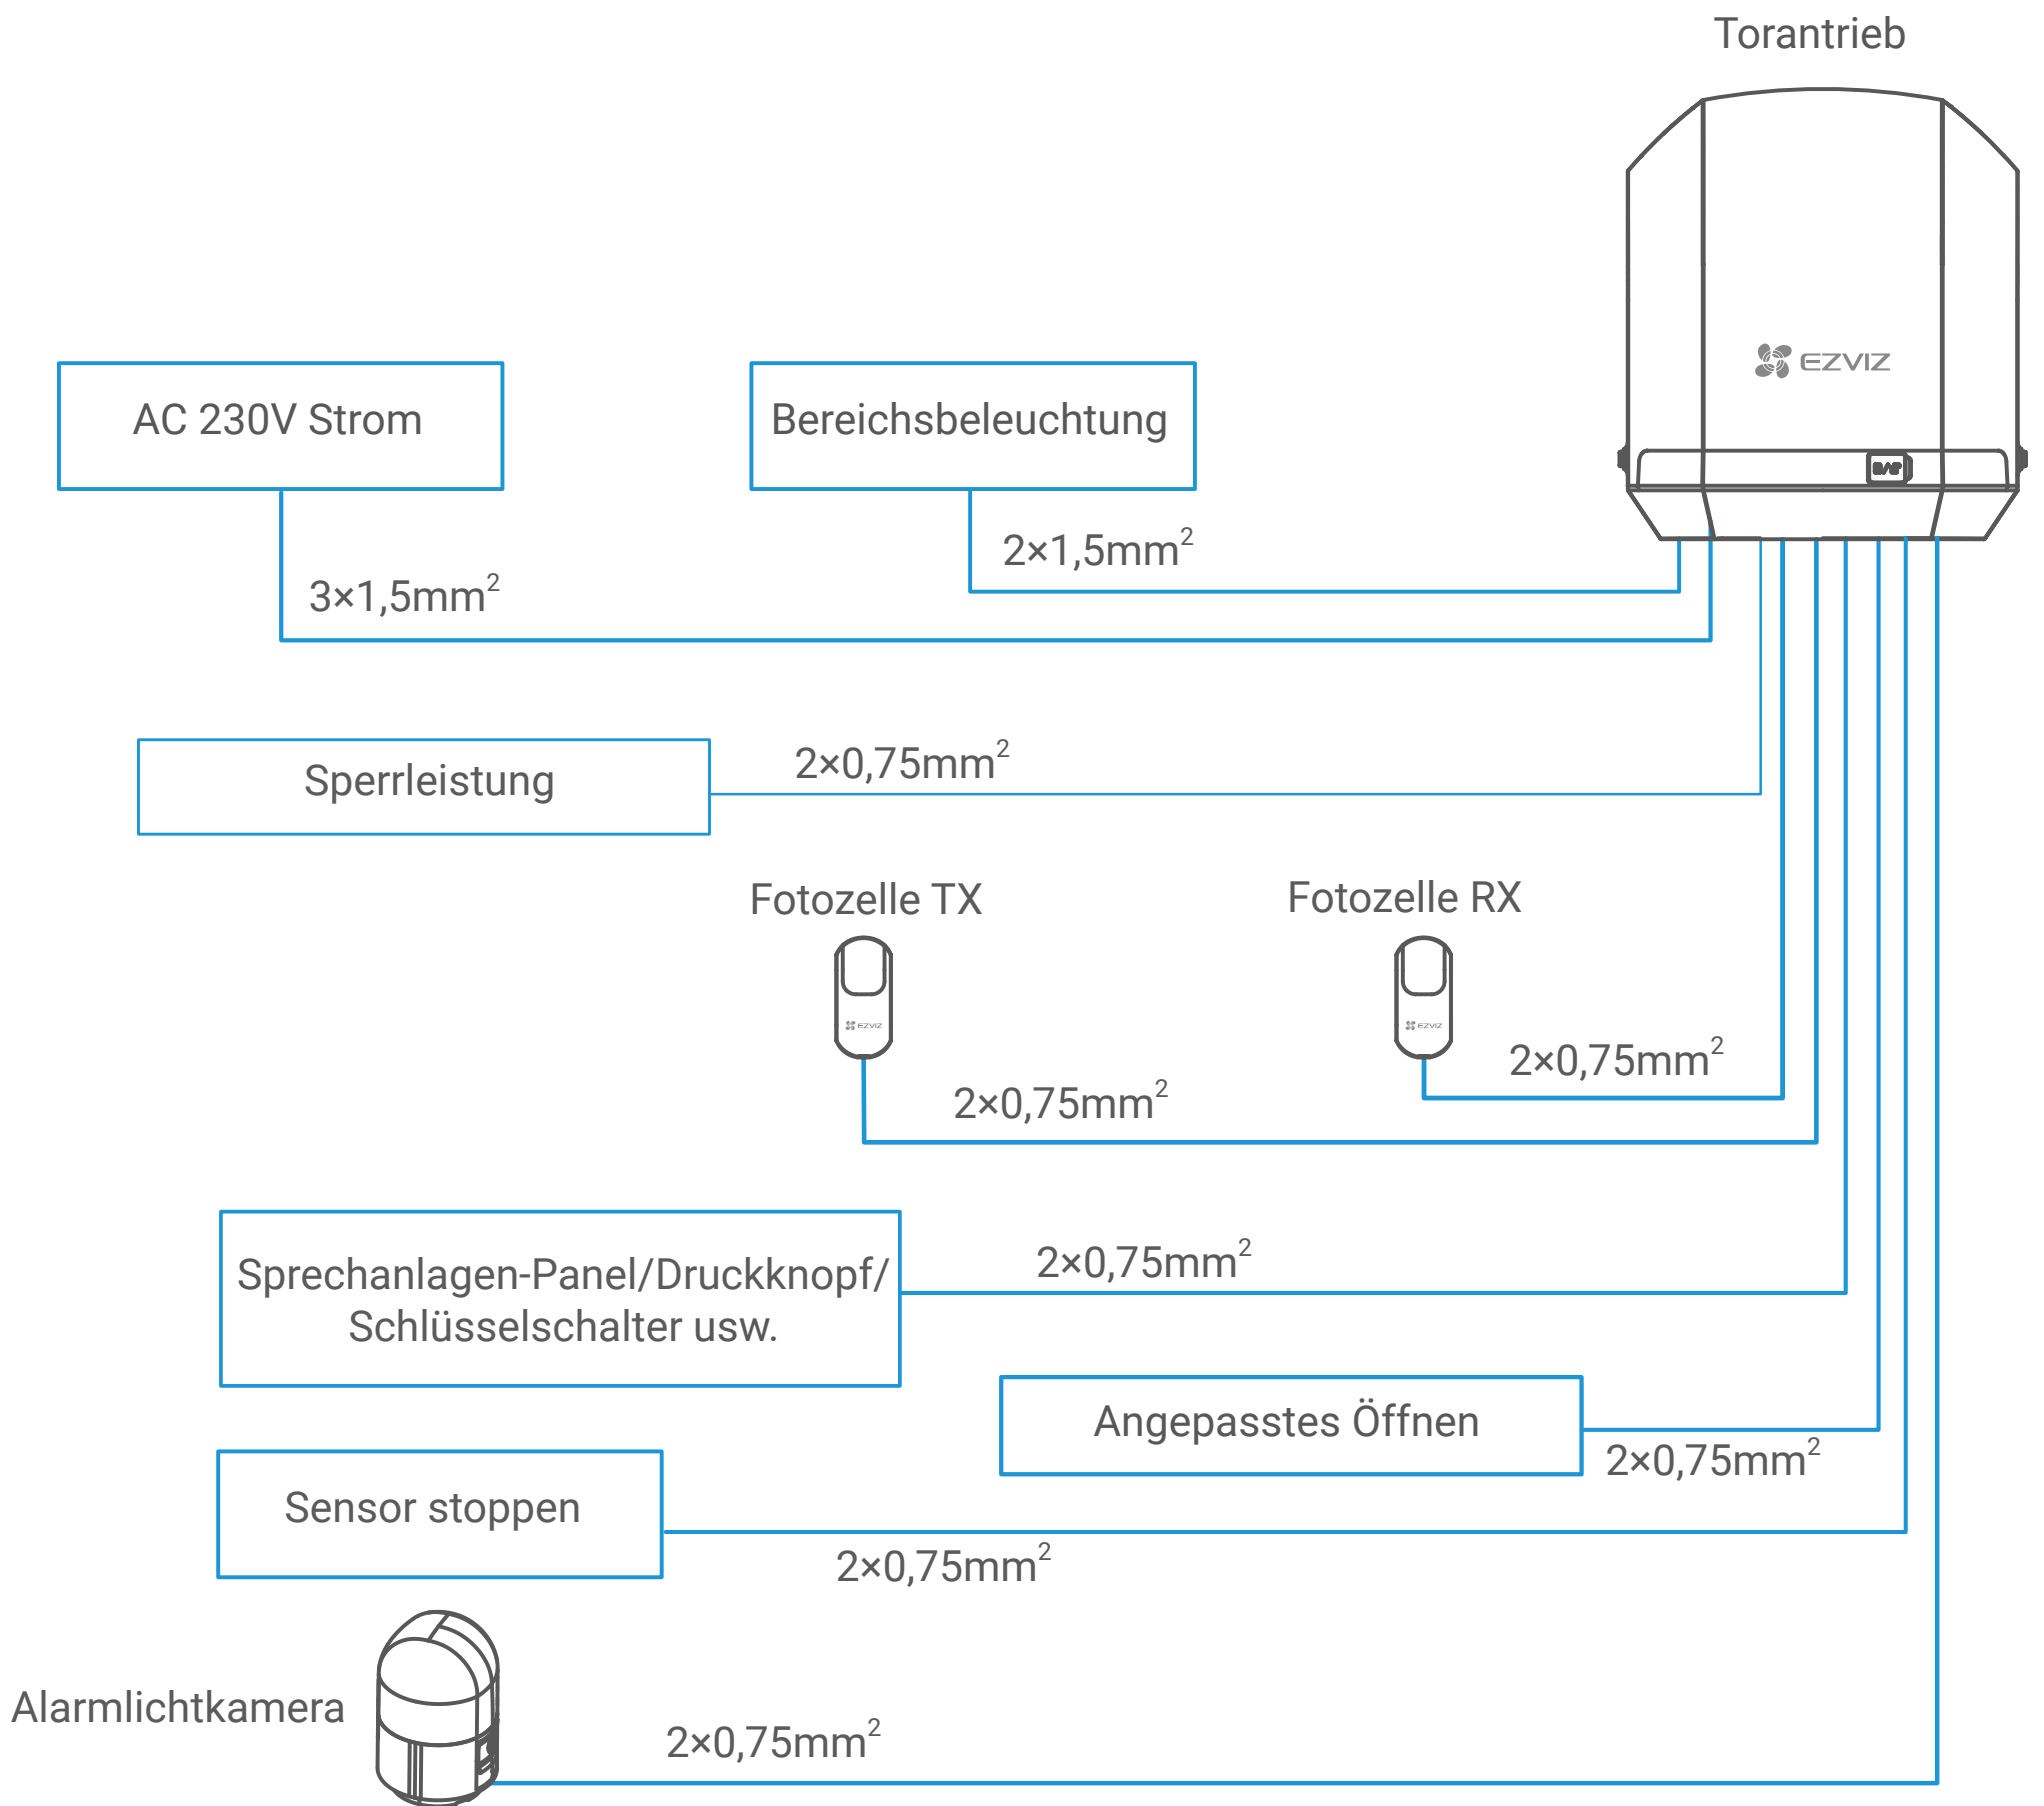 Torantrieb
EZVIZ
AC 230V Strom
Bereichsbeleuchtung
2×1,5mm²
3×1,5mm²
Sperrleistung
2×0,75mm²
Fotozelle TX
Fotozelle RX
EZVIZ
EZVIZ
2×0,75mm²
2×0,75mm²
Sprechanlagen-Panel/Druckknopf/
Schlüsselschalter usw.
2×0,75mm²
Angepasstes Öffnen
2×0,75mm²
Sensor stoppen
2×0,75mm²
Alarmlichtkamera
2×0,75mm²